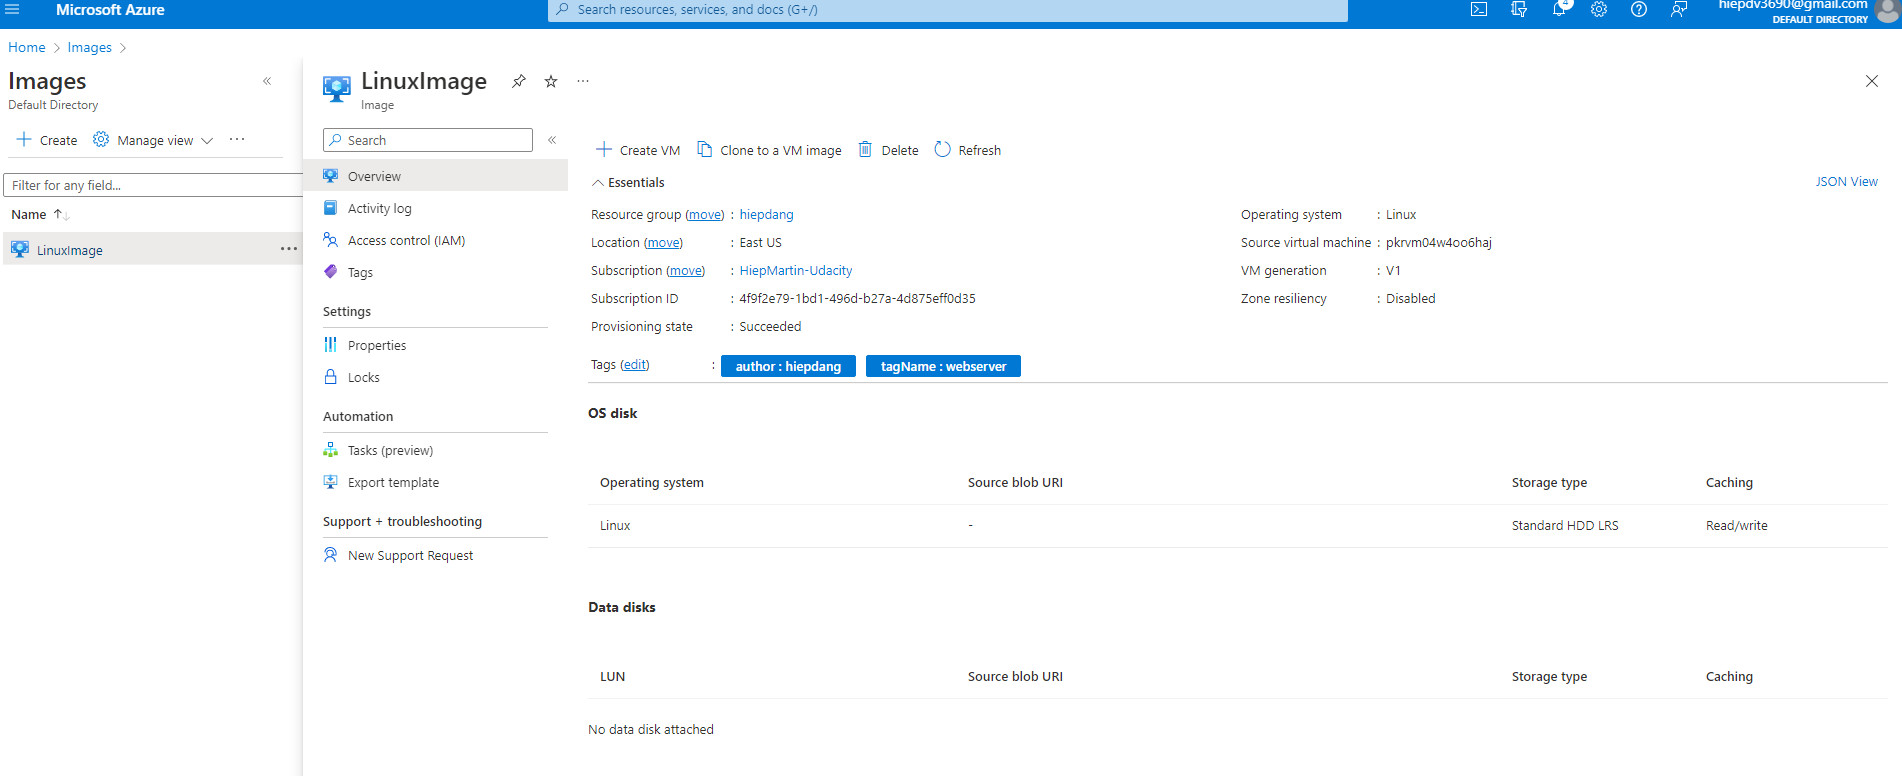 Microsoft Azure
Search resources, services, and docs (G+/)
4
hiepdv3690@gmail.com
DEFAULT DIRECTORY
Home > Images >
Images
Default Directory
Create Manage view ...
Filter for any field...
Name
LinuxImage ...
LinuxImage ...
Image
Search
Overview
Activity log
Access control (IAM)
Tags
Settings
Properties
Locks
Automation
Tasks (preview)
Export template
Support + troubleshooting
New Support Request
Create VM Clone to a VM image Delete Refresh
Essentials
JSON View
Resource group (move) : hiepdang
Location (move) : East US
Subscription (move) : HiepMartin-Udacity
Subscription ID : 4f9f2e79-1bd1-496d-b27a-4d875eff0d35
Provisioning state : Succeeded
Operating system : Linux
Source virtual machine : pkrvm04w4oo6haj
VM generation : V1
Zone resiliency : Disabled
Tags (edit) : author : hiepdang tagName : webserver
OS disk
Operating system Source blob URI Storage type Caching
Linux - Standard HDD LRS Read/write
Data disks
LUN Source blob URI Storage type Caching
No data disk attached